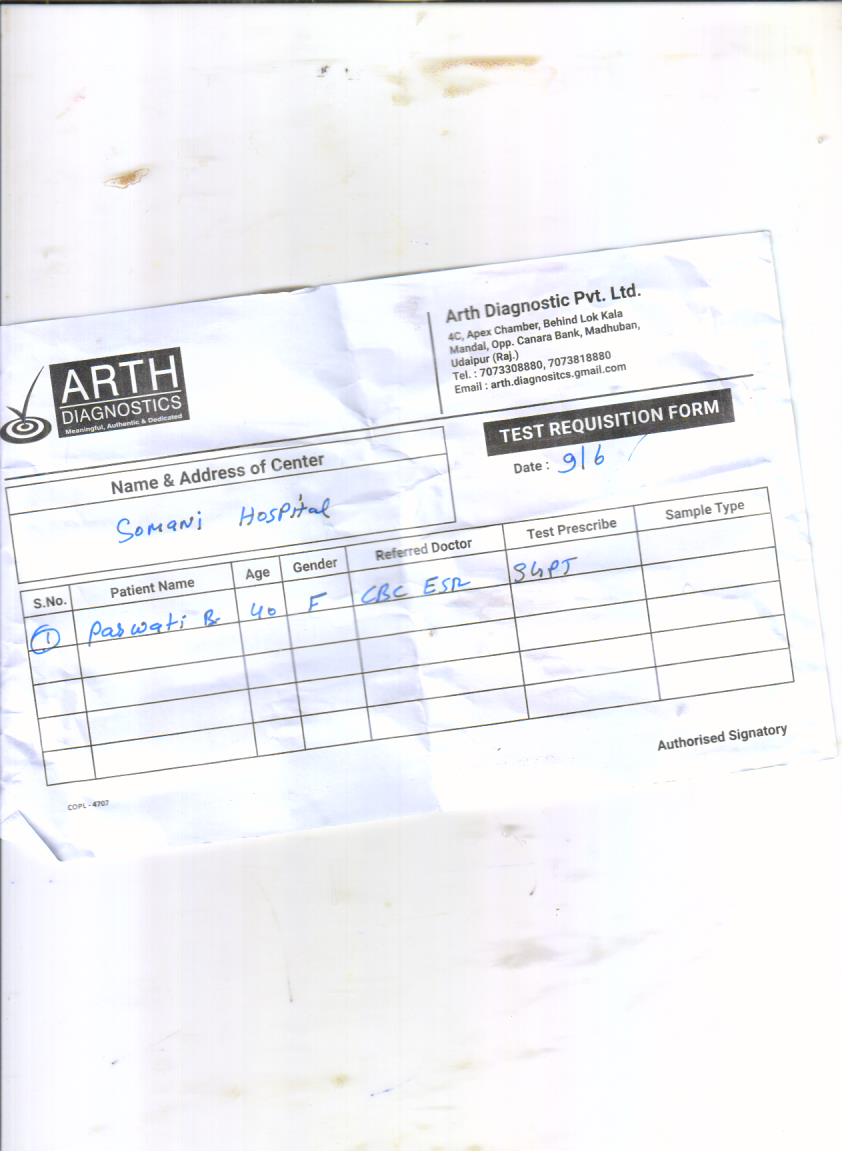 Arth Diagnostic Pvt. Ltd.
4C, Apex Chamber, Behind Lok Kala
Mandal, Opp. Canara Bank, Madhuban,
Udaipur (Raj.)
Tel. : 7073308880, 7073818880
Email : arth.diagnositcs.gmail.com
ARTH
DIAGNOSTICS
Meaningful, Authentic & Dedicated
TEST REQUISITION FORM
Date : 9/6
Name & Address of Center
Somani Hospital
S.No. Patient Name Age Gender Referred Doctor Test Prescribe Sample Type
1 Paswati B. 40 F CBC ESR SGPT
Authorised Signatory
COPL - 4707